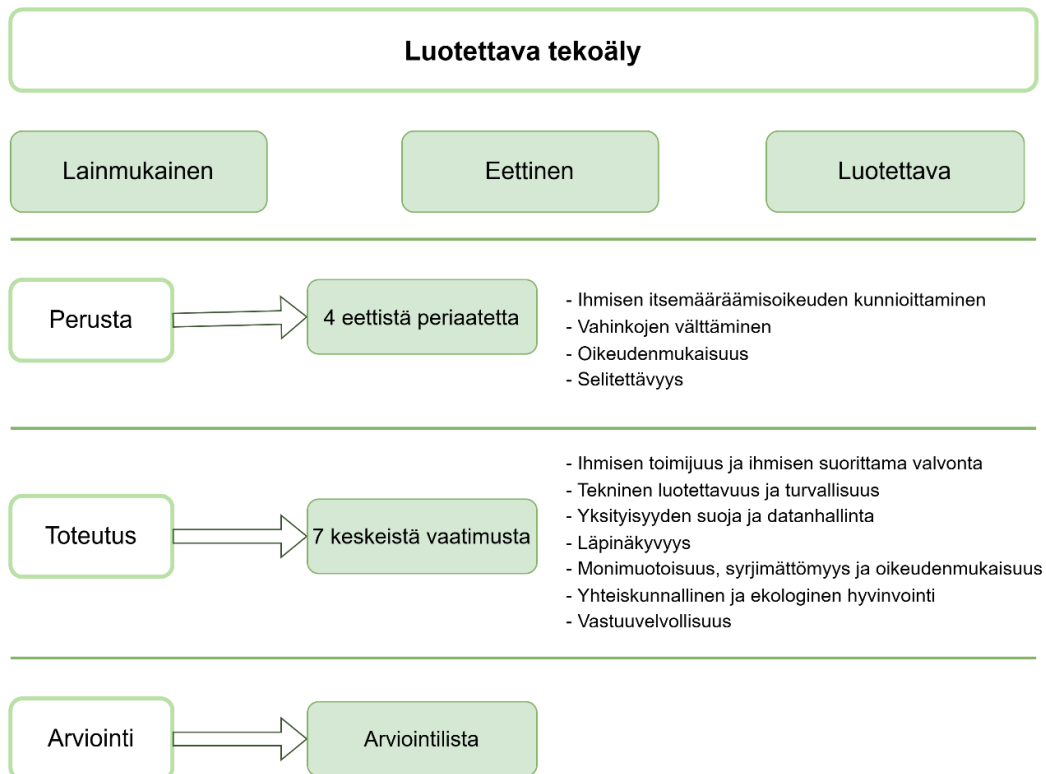 Luotettava tekoäly
Lainmukainen
Eettinen
Luotettava
Perusta
4 eettistä periaatetta
- Ihmisen itsemääräämisoikeuden kunnioittaminen
- Vahinkojen välttäminen
- Oikeudenmukaisuus
- Selitettävyys
Toteutus
7 keskeistä vaatimusta
- Ihmisen toimijuus ja ihmisen suorittama valvonta
- Tekninen luotettavuus ja turvallisuus
- Yksityisyyden suoja ja datanhallinta
- Läpinäkyvyys
- Monimuotoisuus, syrjimättömyys ja oikeudenmukaisuus
- Yhteiskunnallinen ja ekologinen hyvinvointi
- Vastuuvelvollisuus
Arviointi
Arviointilista